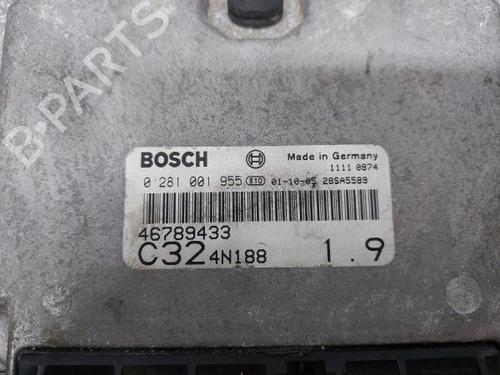 B-PARTS
BOSCH Made in Germany
1111 0874
0 281 001 955 E10 01-10-05 28SA5589
46789433
C32 4N188 1.9